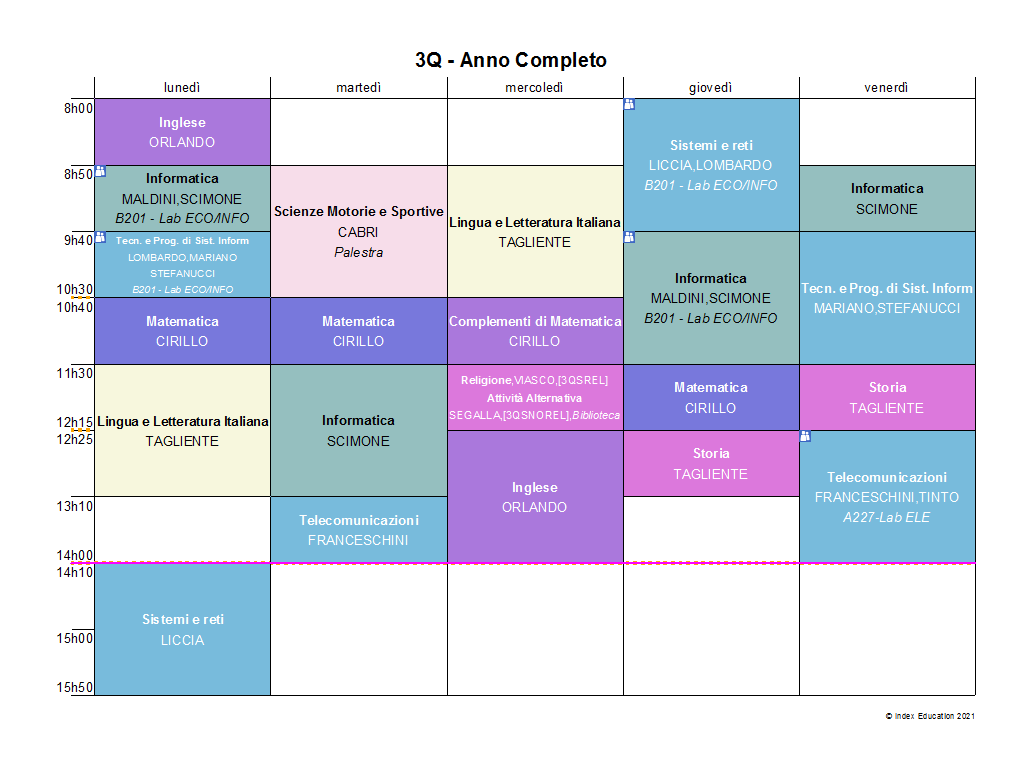 3Q - Anno Completo
lunedì martedì mercoledì giovedì venerdì
8h00
8h50
9h40
10h30
10h40
11h30
12h15
12h25
13h10
14h00
14h10
15h00
15h50
Inglese
ORLANDO
Informatica
MALDINI,SCIMONE
B201 - Lab ECO/INFO
Tecn. e Prog. di Sist. Inform
LOMBARDO,MARIANO
STEFANUCCI
B201 - Lab ECO/INFO
Matematica
CIRILLO
Lingua e Letteratura Italiana
TAGLIENTE
Sistemi e reti
LICCIA
Scienze Motorie e Sportive
CABRI
Palestra
Matematica
CIRILLO
Informatica
SCIMONE
Telecomunicazioni
FRANCESCHINI
Lingua e Letteratura Italiana
TAGLIENTE
Complementi di Matematica
CIRILLO
Religione,VIASCO,[3QSREL]
Attività Alternativa
SEGALLA,[3QSNOREL],Biblioteca
Inglese
ORLANDO
Sistemi e reti
LICCIA,LOMBARDO
B201 - Lab ECO/INFO
Informatica
MALDINI,SCIMONE
B201 - Lab ECO/INFO
Matematica
CIRILLO
Storia
TAGLIENTE
Informatica
SCIMONE
Tecn. e Prog. di Sist. Inform
MARIANO,STEFANUCCI
Storia
TAGLIENTE
Telecomunicazioni
FRANCESCHINI,TINTO
A227-Lab ELE
© Index Education 2021